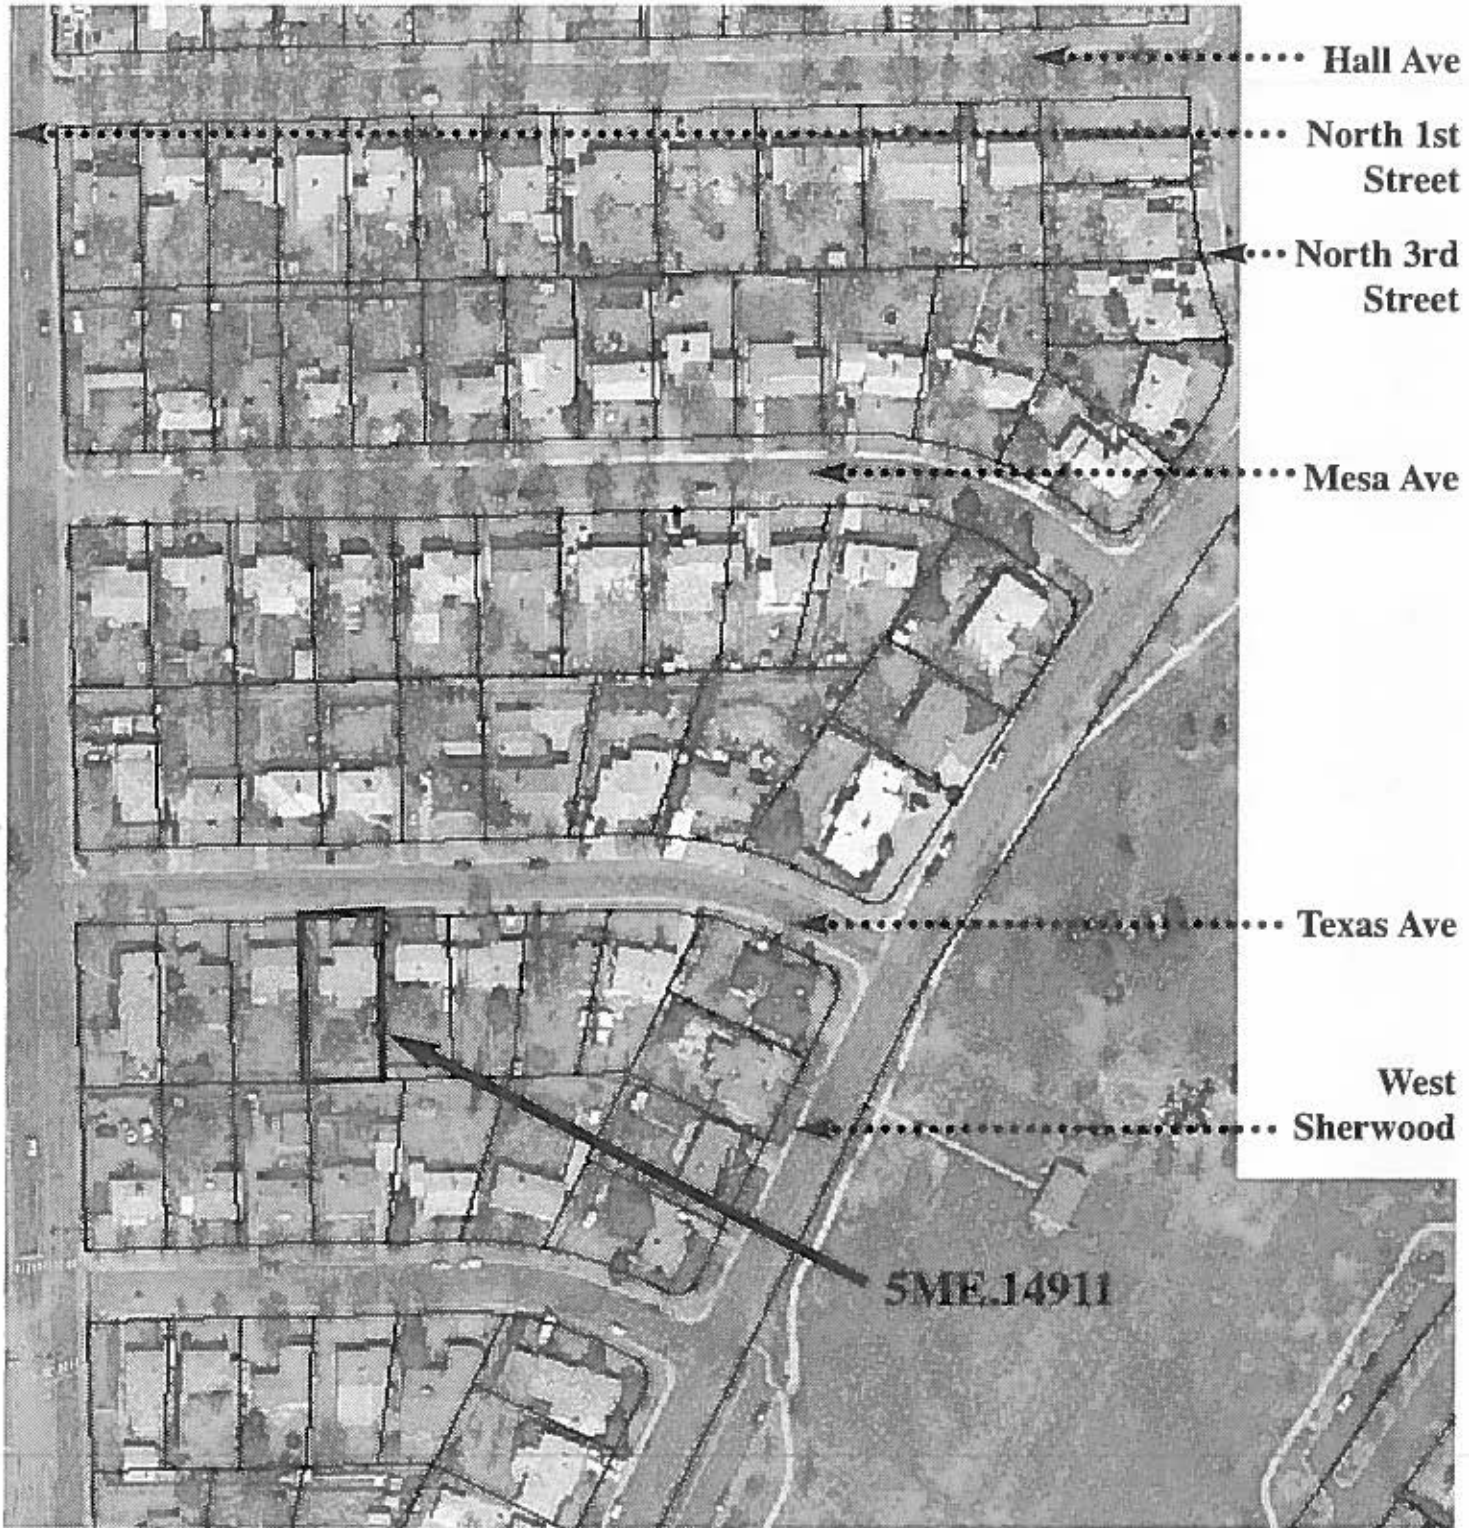 Hall Ave
North 1st
Street
North 3rd
Street
Mesa Ave
Texas Ave
West
Sherwood
5ME.14911